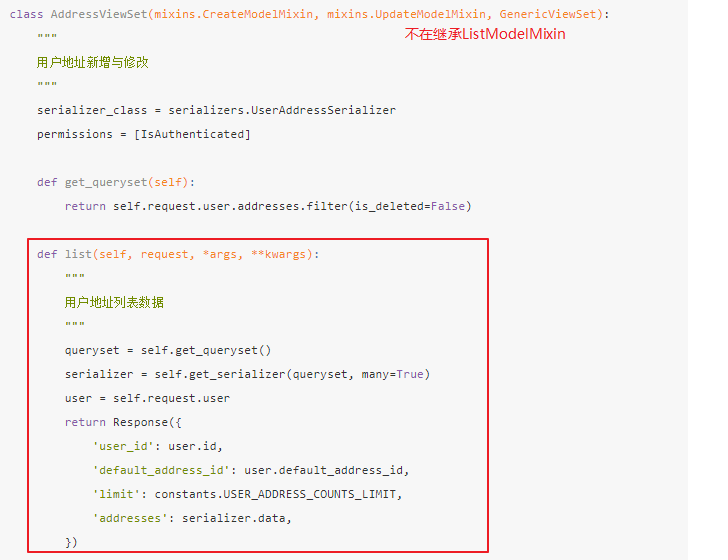 class AddressViewSet(mixins.CreateModelMixin, mixins.UpdateModelMixin, GenericViewSet):
不在继承ListModelMixin
    """
    用户地址新增与修改
    """
    serializer_class = serializers.UserAddressSerializer
    permissions = [IsAuthenticated]

    def get_queryset(self):
        return self.request.user.addresses.filter(is_deleted=False)

    def list(self, request, *args, **kwargs):
        """
        用户地址列表数据
        """
        queryset = self.get_queryset()
        serializer = self.get_serializer(queryset, many=True)
        user = self.request.user
        return Response({
            'user_id': user.id,
            'default_address_id': user.default_address_id,
            'limit': constants.USER_ADDRESS_COUNTS_LIMIT,
            'addresses': serializer.data,
        })